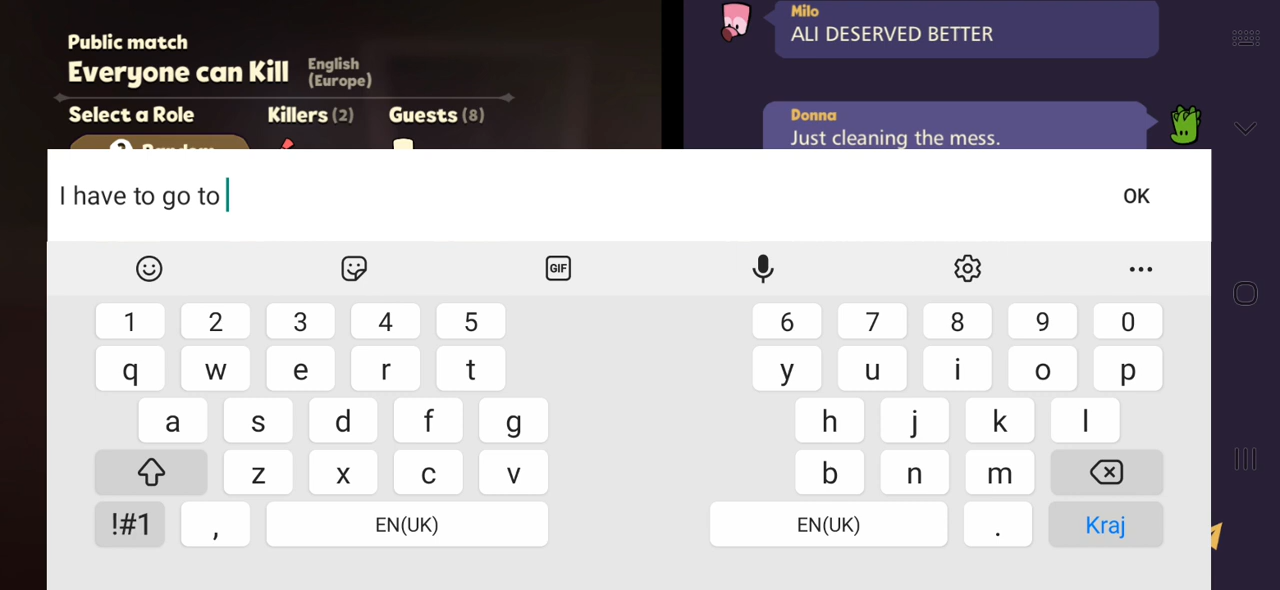 Public match
Everyone can Kill
English
(Europe)
Select a Role
Killers (2)
Guests (8)
Random
Milo
ALI DESERVED BETTER
Donna
Just cleaning the mess.
I have to go to
OK
GIF
1 2 3 4 5 6 7 8 9 0
q w e r t y u i o p
a s d f g h j k l
z x c v b n m
!#1 , EN(UK) EN(UK) . Kraj